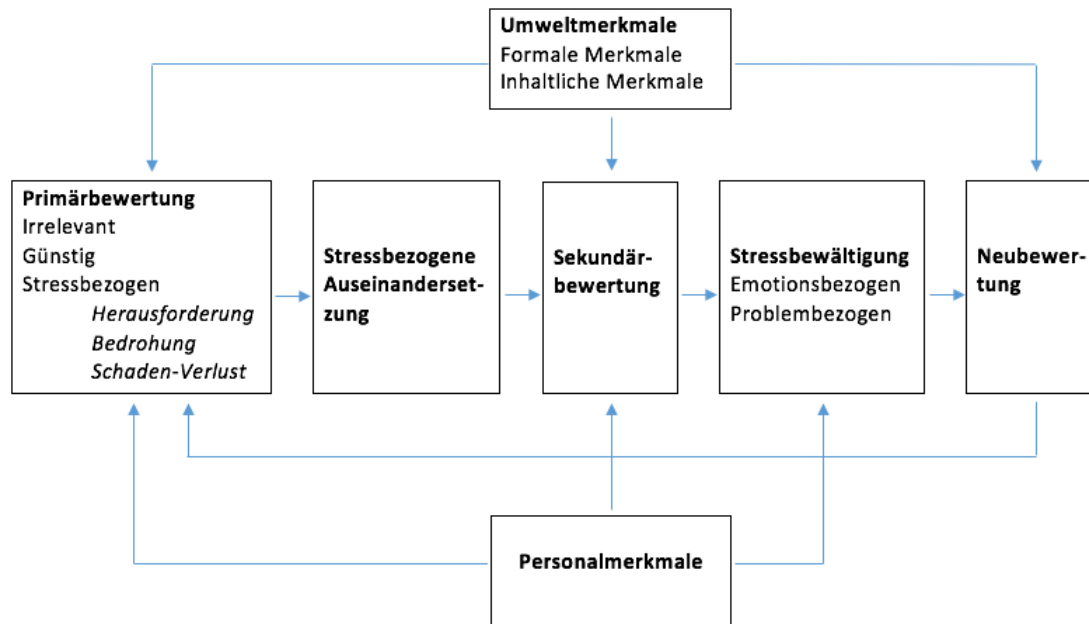 Umweltmerkmale
Formale Merkmale
Inhaltliche Merkmale
Primärbewertung
Irrelevant
Günstig
Stressbezogen
Herausforderung
Bedrohung
Schaden-Verlust
Stressbezogene
Auseinanderset-
zung
Sekundär-
bewertung
Stressbewältigung
Emotionsbezogen
Problembezogen
Neubewer-
tung
Personalmerkmale